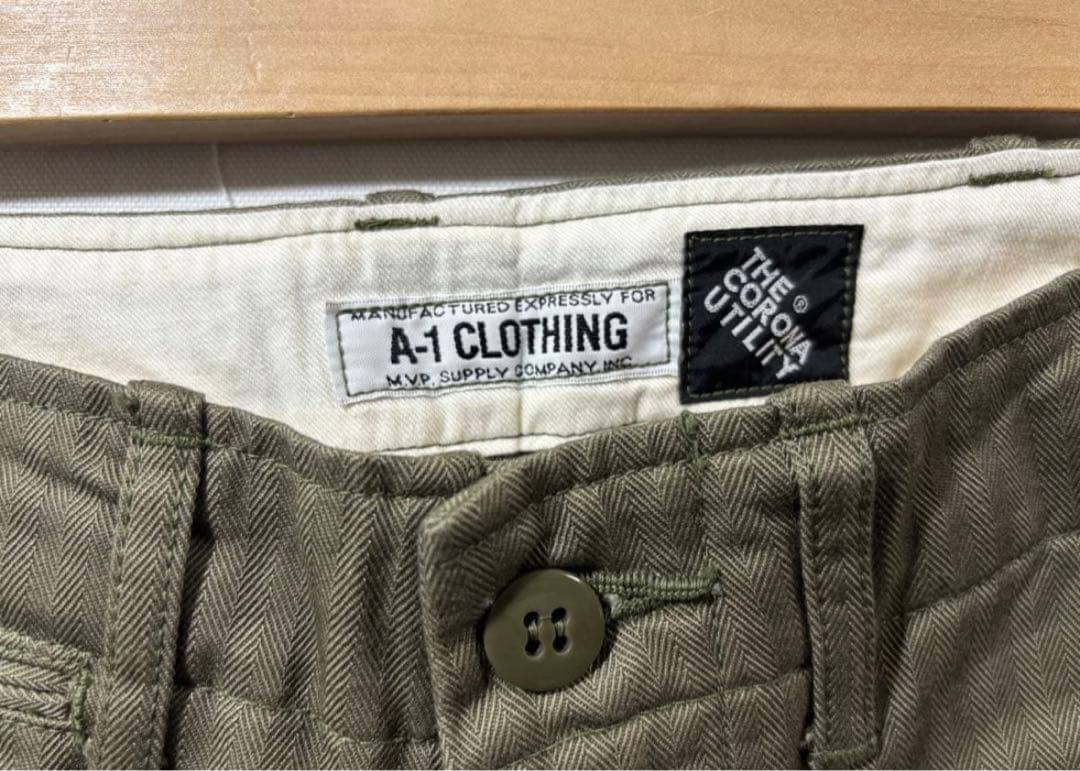 MANUFACTURED EXPRESSLY FOR
A-1 CLOTHING
M.V.P. SUPPLY COMPANY, INC.
THE
CORONA®
UTILITY